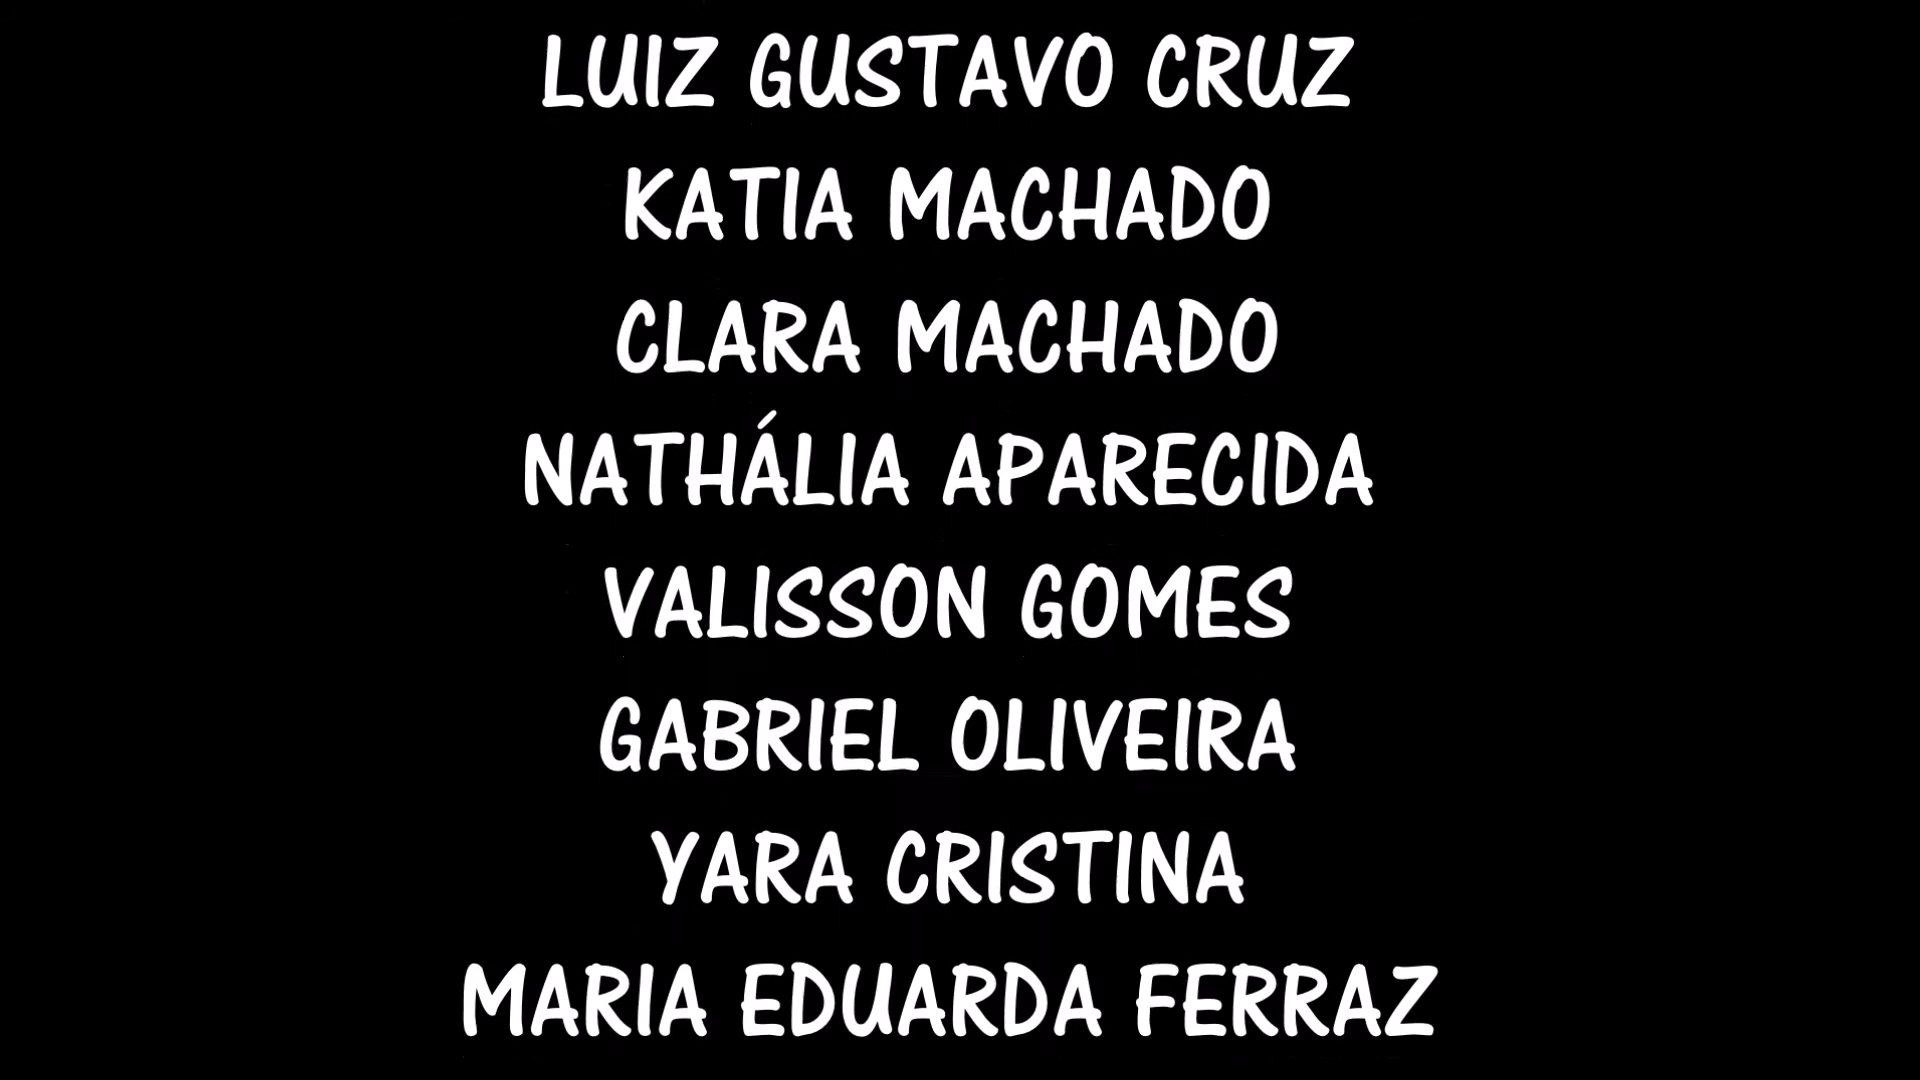 LUIZ GUSTAVO CRUZ
KATIA MACHADO
CLARA MACHADO
NATHÁLIA APARECIDA
VALISSON GOMES
GABRIEL OLIVEIRA
YARA CRISTINA
MARIA EDUARDA FERRAZ